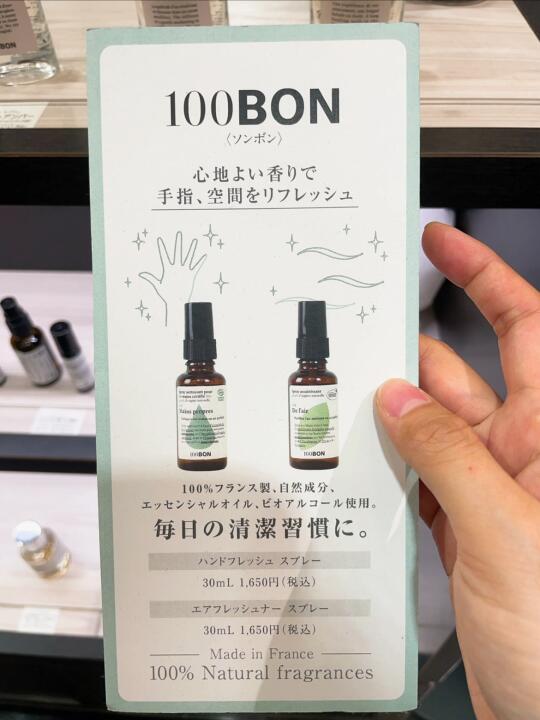 100BON
〈ソンボン〉
心地よい香りで
手指、空間をリフレッシュ
Mains propres
100BON
De l'air
100BON
100%フランス製、自然成分、
エッセンシャルオイル、ビオアルコール使用。
毎日の清潔習慣に。
ハンドフレッシュ スプレー
30mL 1,650円(税込)
エアフレッシュナー スプレー
30mL 1,650円(税込)
Made in France
100% Natural fragrances